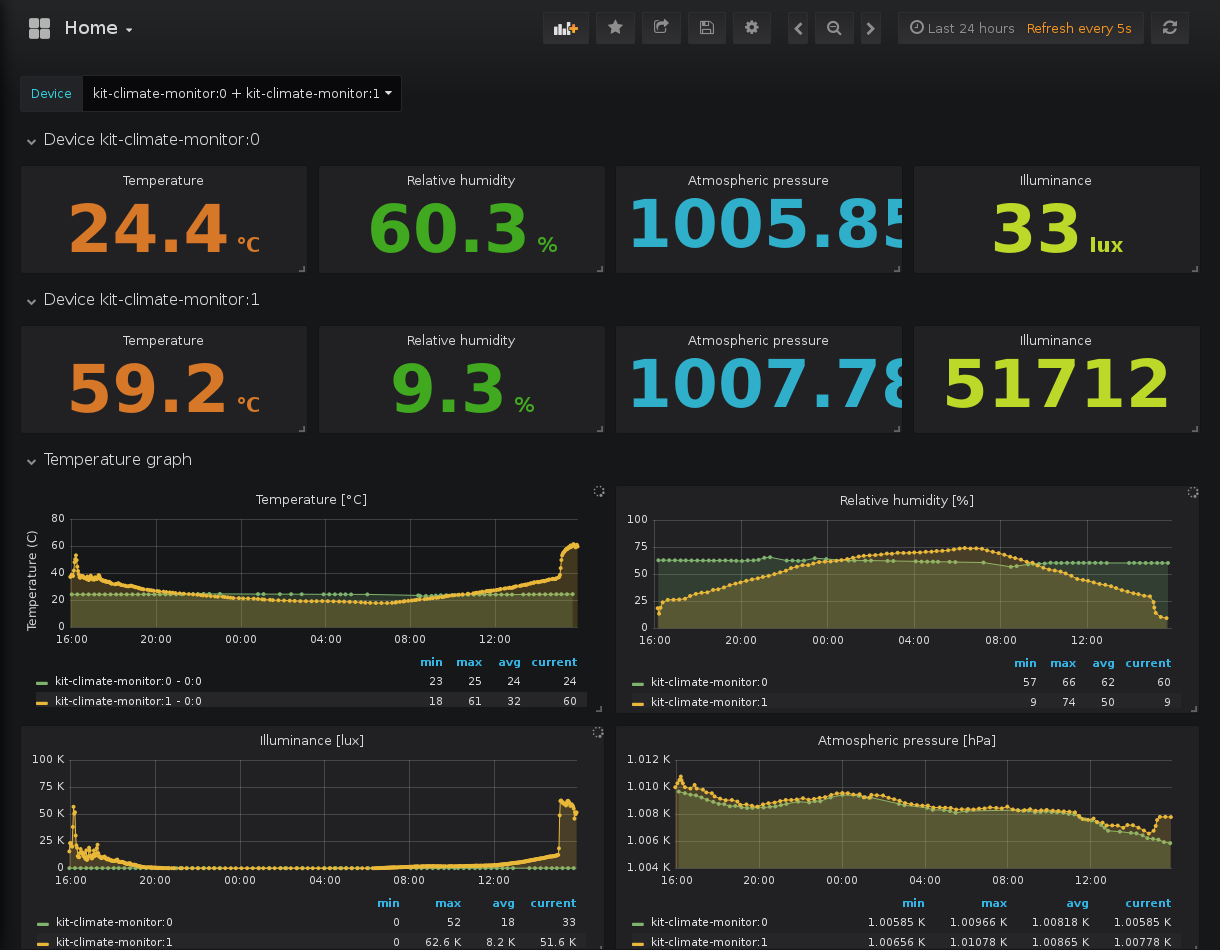 Home
Last 24 hours Refresh every 5s
Device kit-climate-monitor:0 + kit-climate-monitor:1
Device kit-climate-monitor:0
Temperature Relative humidity Atmospheric pressure Illuminance
24.4 °C 60.3 % 1005.85 33 lux
Device kit-climate-monitor:1
Temperature Relative humidity Atmospheric pressure Illuminance
59.2 °C 9.3 % 1007.78 51712
Temperature graph
Temperature [°C]
Temperature (C)
80
60
40
20
0
16:00 20:00 00:00 04:00 08:00 12:00
min max avg current
kit-climate-monitor:0 - 0:0 23 25 24 24
kit-climate-monitor:1 - 0:0 18 61 32 60
Relative humidity [%]
100
75
50
25
0
16:00 20:00 00:00 04:00 08:00 12:00
min max avg current
kit-climate-monitor:0 57 66 62 60
kit-climate-monitor:1 9 74 50 9
Illuminance [lux]
100 K
75 K
50 K
25 K
0
16:00 20:00 00:00 04:00 08:00 12:00
min max avg current
kit-climate-monitor:0 0 52 18 33
kit-climate-monitor:1 0 62.6 K 8.2 K 51.6 K
Atmospheric pressure [hPa]
1.012 K
1.010 K
1.008 K
1.006 K
1.004 K
16:00 20:00 00:00 04:00 08:00 12:00
min max avg current
kit-climate-monitor:0 1.00585 K 1.00966 K 1.00818 K 1.00585 K
kit-climate-monitor:1 1.00656 K 1.01078 K 1.00865 K 1.00778 K